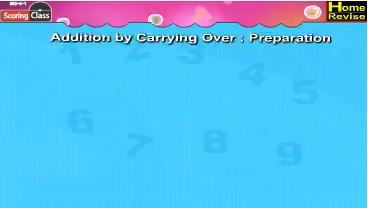 Scoring Class
Home
Revise
Addition by Carrying Over : Preparation
1 2 3 4 5
6 7 8 9